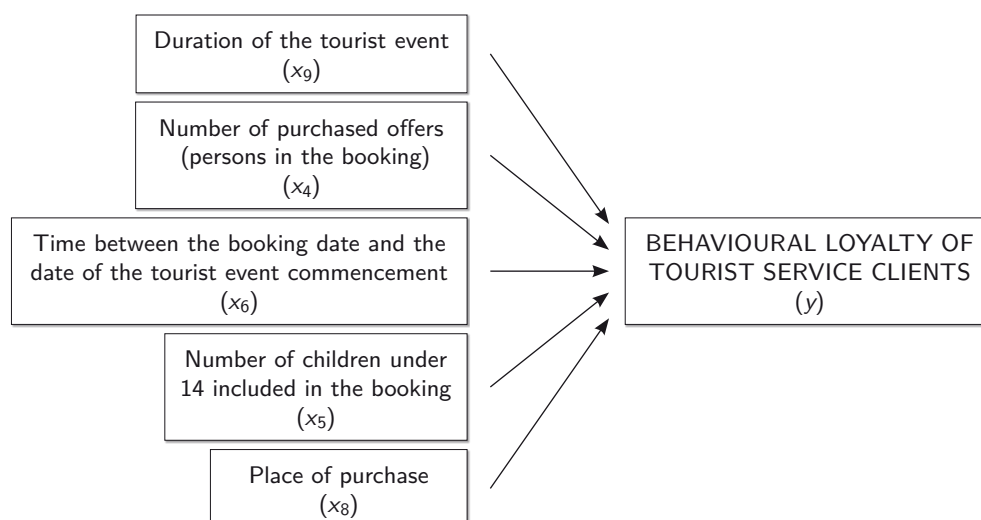 Duration of the tourist event
(x₉)
Number of purchased offers
(persons in the booking)
(x₄)
Time between the booking date and the
date of the tourist event commencement
(x₆)
Number of children under
14 included in the booking
(x₅)
Place of purchase
(x₈)
BEHAVIOURAL LOYALTY OF
TOURIST SERVICE CLIENTS
(y)